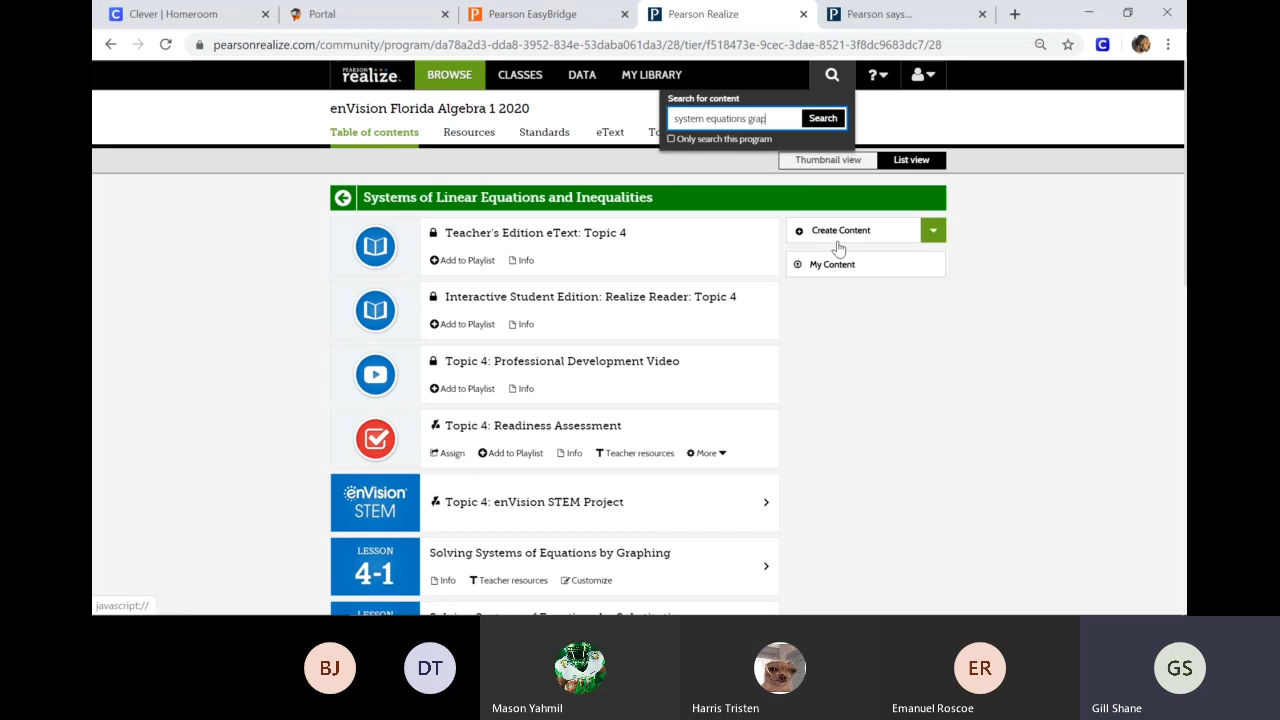 Clever | Homeroom
Portal
Pearson EasyBridge
Pearson Realize
Pearson says...
pearsonrealize.com/community/program/da78a2d3-dda8-3952-834e-53daba061da3/28/tier/f518473e-9cec-3dae-8521-3f8dc9683dc7/28
PEARSON
realize.
BROWSE
CLASSES
DATA
MY LIBRARY
Search for content
system equations grap
Search
Only search this program
enVision Florida Algebra 1 2020
Table of contents
Resources
Standards
eText
Thumbnail view
List view
Systems of Linear Equations and Inequalities
Create Content
My Content
Teacher's Edition eText: Topic 4
Add to Playlist Info
Interactive Student Edition: Realize Reader: Topic 4
Add to Playlist Info
Topic 4: Professional Development Video
Add to Playlist Info
Topic 4: Readiness Assessment
Assign Add to Playlist Info Teacher resources More
enVision
STEM
Topic 4: enVision STEM Project
LESSON
4-1
Solving Systems of Equations by Graphing
Info Teacher resources Customize
LESSON
javascript://
BJ
DT
ER
GS
Mason Yahmil
Harris Tristen
Emanuel Roscoe
Gill Shane